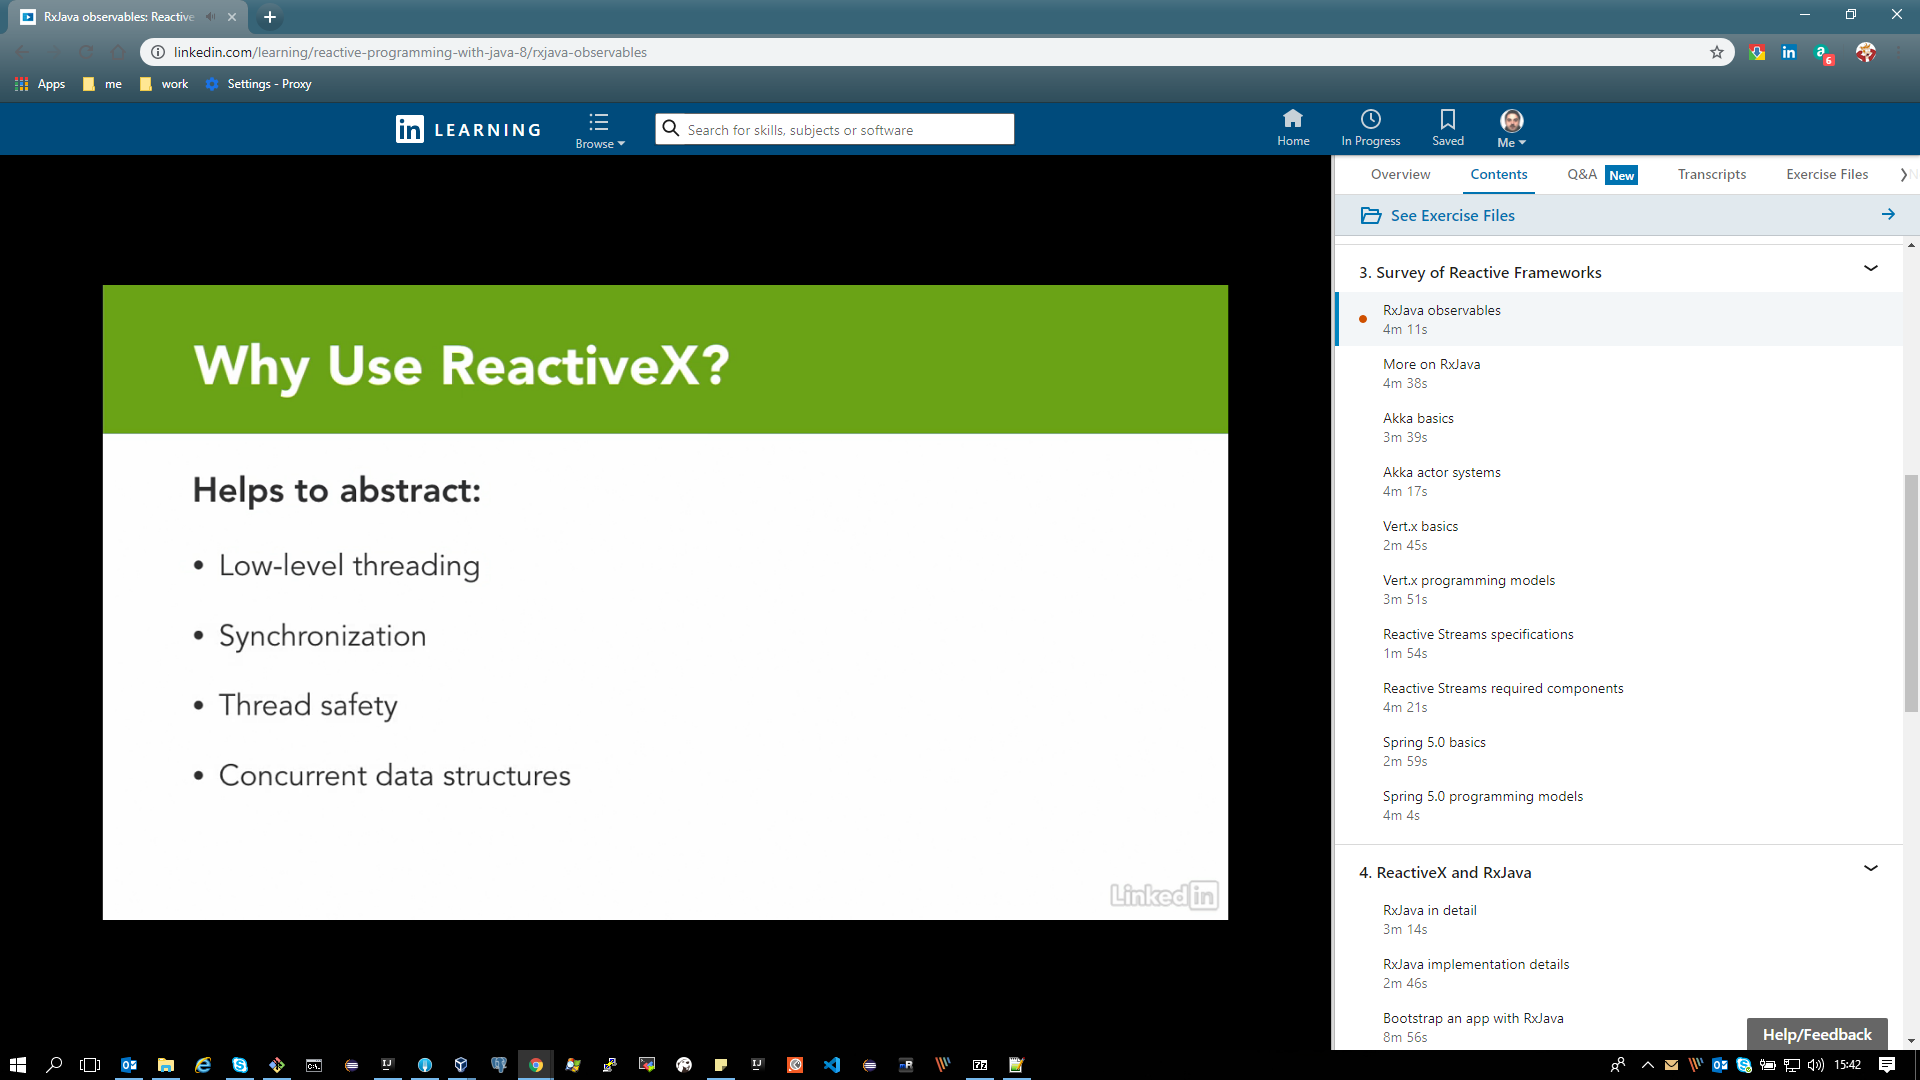 RxJava observables: Reactive
linkedin.com/learning/reactive-programming-with-java-8/rxjava-observables
6
Apps me work Settings - Proxy
in LEARNING
Browse
Search for skills, subjects or software
Home
In Progress
Saved
Me
Overview Contents Q&A New Transcripts Exercise Files N
See Exercise Files
Why Use ReactiveX?
Helps to abstract:
• Low-level threading
• Synchronization
• Thread safety
• Concurrent data structures
Linked in
3. Survey of Reactive Frameworks
RxJava observables
4m 11s
More on RxJava
4m 38s
Akka basics
3m 39s
Akka actor systems
4m 17s
Vert.x basics
2m 45s
Vert.x programming models
3m 51s
Reactive Streams specifications
1m 54s
Reactive Streams required components
4m 21s
Spring 5.0 basics
2m 59s
Spring 5.0 programming models
4m 4s
4. ReactiveX and RxJava
RxJava in detail
3m 14s
RxJava implementation details
2m 46s
Bootstrap an app with RxJava
8m 56s
Help/Feedback
15:42